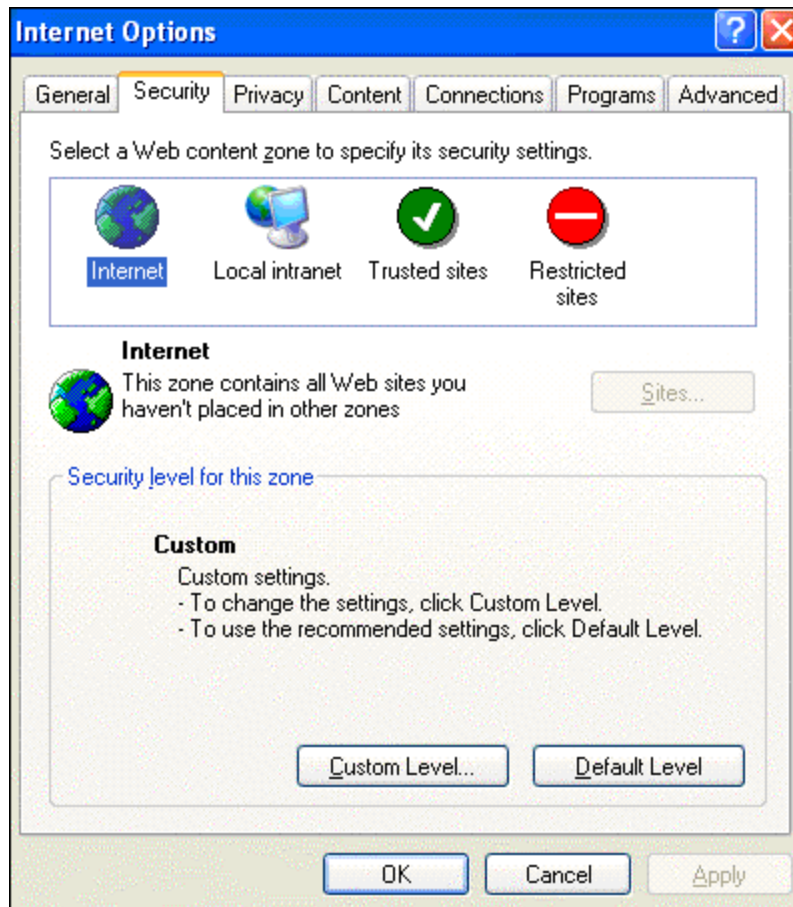 Internet Options
General Security Privacy Content Connections Programs Advanced
Select a Web content zone to specify its security settings.
Internet Local intranet Trusted sites Restricted
sites
Internet
This zone contains all Web sites you
haven't placed in other zones
Sites...
Security level for this zone
Custom
Custom settings.
- To change the settings, click Custom Level.
- To use the recommended settings, click Default Level.
Custom Level... Default Level
OK Cancel Apply